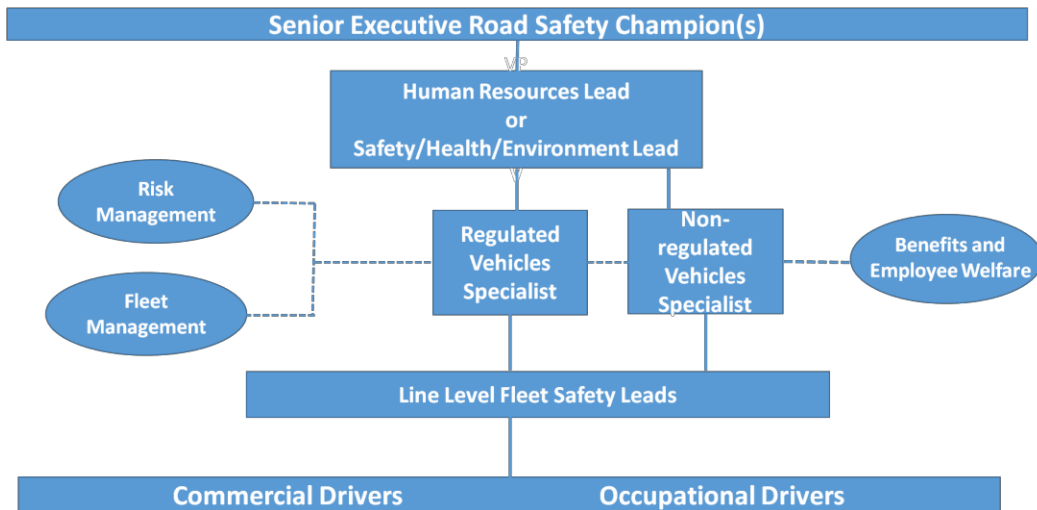 Senior Executive Road Safety Champion(s)
VP
Human Resources Lead
or
Safety/Health/Environment Lead
Risk
Management
Fleet
Management
Regulated
Vehicles
Specialist
Non-
regulated
Vehicles
Specialist
Benefits and
Employee Welfare
Line Level Fleet Safety Leads
Commercial Drivers
Occupational Drivers